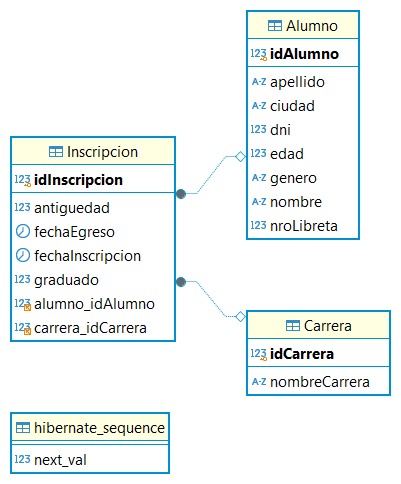 Alumno
123 idAlumno
A-Z apellido
A-Z ciudad
123 dni
123 edad
A-Z genero
A-Z nombre
123 nroLibreta
Inscripcion
123 idInscripcion
123 antiguedad
fechaEgreso
fechaInscripcion
123 graduado
123 alumno_idAlumno
123 carrera_idCarrera
Carrera
123 idCarrera
A-Z nombreCarrera
hibernate_sequence
123 next_val